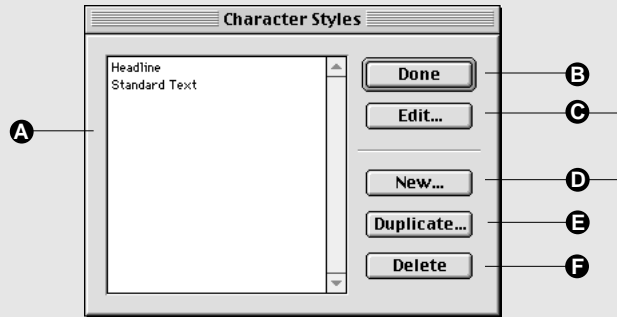 Character Styles
Headline
Standard Text
A
Done
B
Edit...
C
New...
D
Duplicate...
E
Delete
F